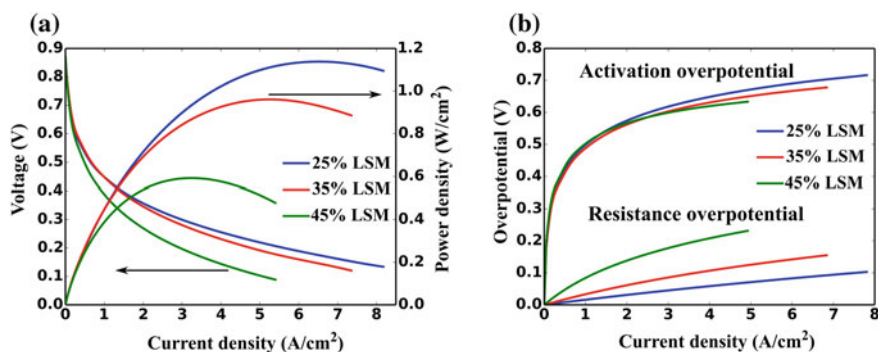 (a)
0.9
0.8
0.7
0.6
0.5
0.4
0.3
0.2
0.1
0.0
Voltage (V)
0 1 2 3 4 5 6 7 8
Current density (A/cm²)
1.2
1.0
0.8
0.6
0.4
0.2
0.0
Power density (W/cm²)
25% LSM
35% LSM
45% LSM
(b)
0.8
0.7
0.6
0.5
0.4
0.3
0.2
0.1
0.0
Overpotential (V)
0 1 2 3 4 5 6 7 8
Current density (A/cm²)
Activation overpotential
25% LSM
35% LSM
45% LSM
Resistance overpotential